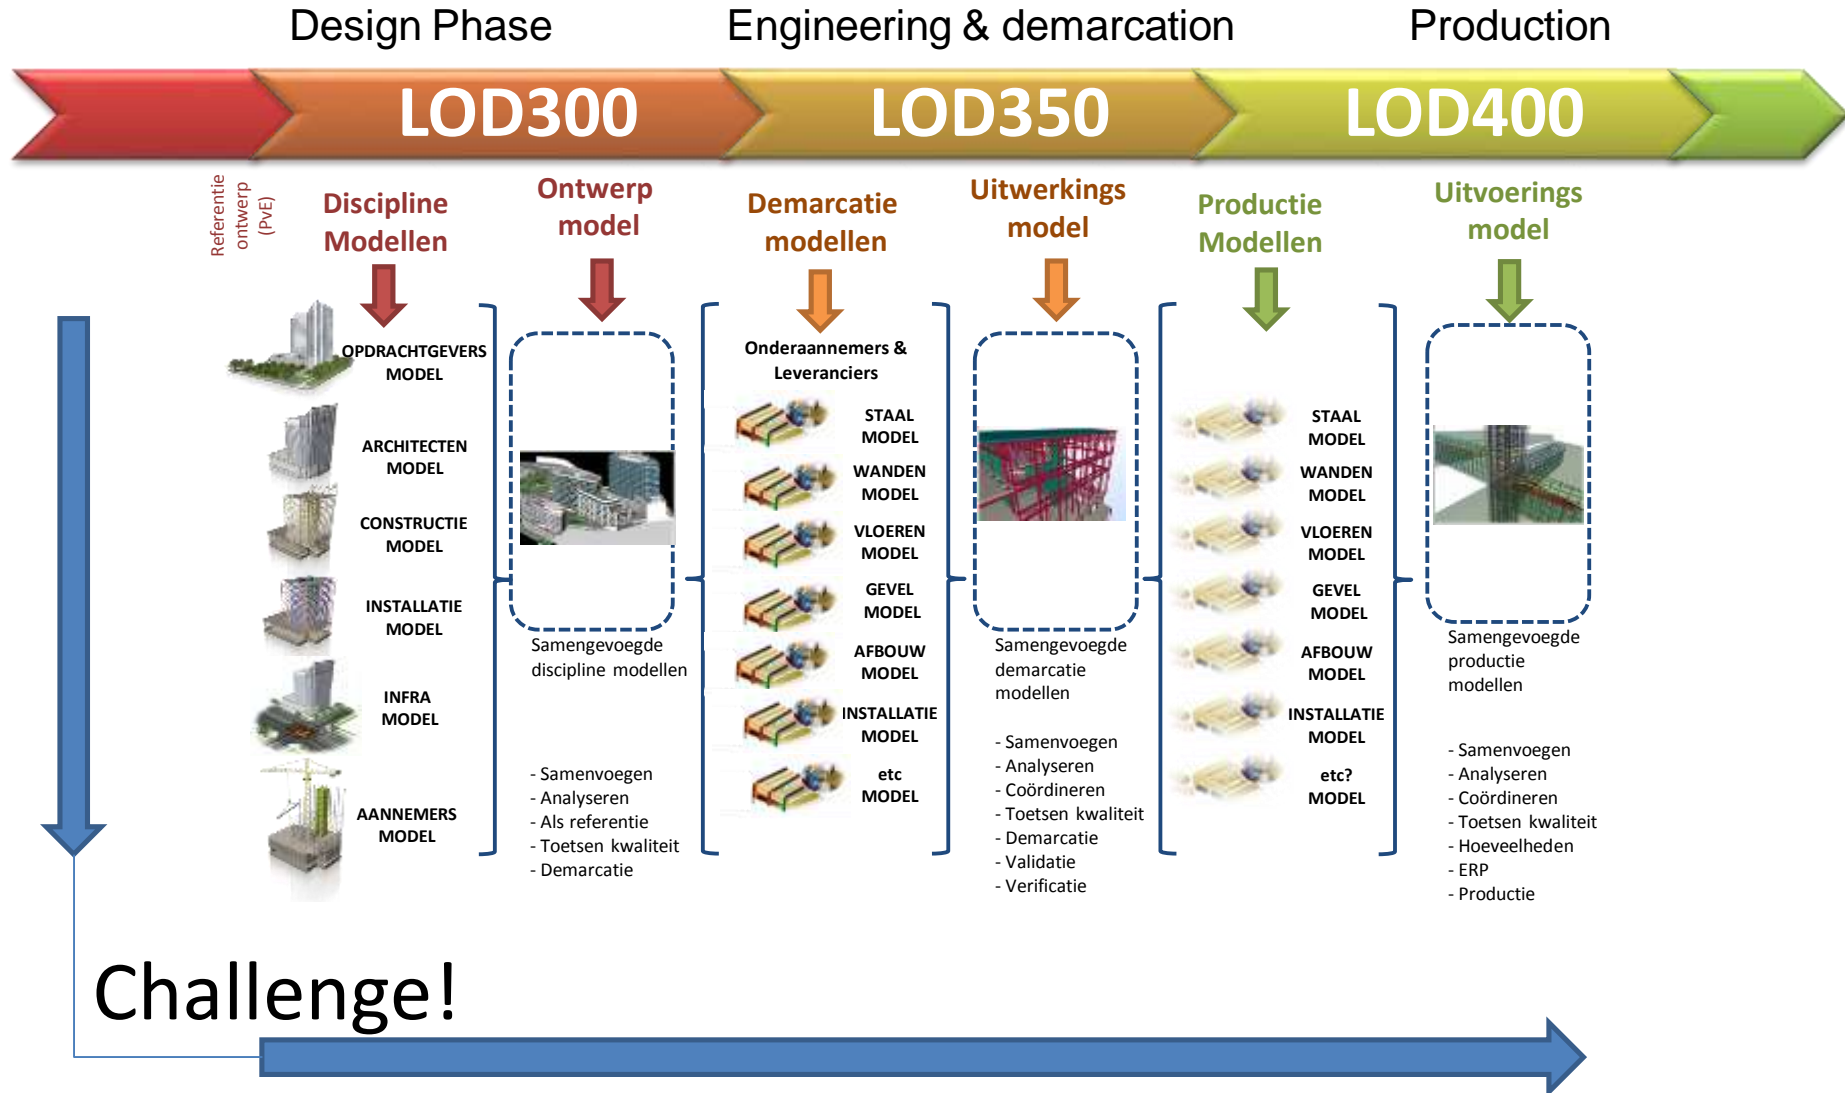 Design Phase
Engineering & demarcation
Production
LOD300
LOD350
LOD400
Referentie
ontwerp
(PvE)
Discipline
Modellen
Ontwerp
model
Demarcatie
modellen
Uitwerkings
model
Productie
Modellen
Uitvoerings
model
OPDRACHTGEVERS
MODEL
ARCHITECTEN
MODEL
CONSTRUCTIE
MODEL
INSTALLATIE
MODEL
INFRA
MODEL
AANNEMERS
MODEL
Samengevoegde
discipline modellen
- Samenvoegen
- Analyseren
- Als referentie
- Toetsen kwaliteit
- Demarcatie
Onderaannemers &
Leveranciers
STAAL
MODEL
WANDEN
MODEL
VLOEREN
MODEL
GEVEL
MODEL
AFBOUW
MODEL
INSTALLATIE
MODEL
etc
MODEL
Samengevoegde
demarcatie
modellen
- Samenvoegen
- Analyseren
- Coördineren
- Toetsen kwaliteit
- Demarcatie
- Validatie
- Verificatie
STAAL
MODEL
WANDEN
MODEL
VLOEREN
MODEL
GEVEL
MODEL
AFBOUW
MODEL
INSTALLATIE
MODEL
etc?
MODEL
Samengevoegde
productie
modellen
- Samenvoegen
- Analyseren
- Coördineren
- Toetsen kwaliteit
- Hoeveelheden
- ERP
- Productie
Challenge!